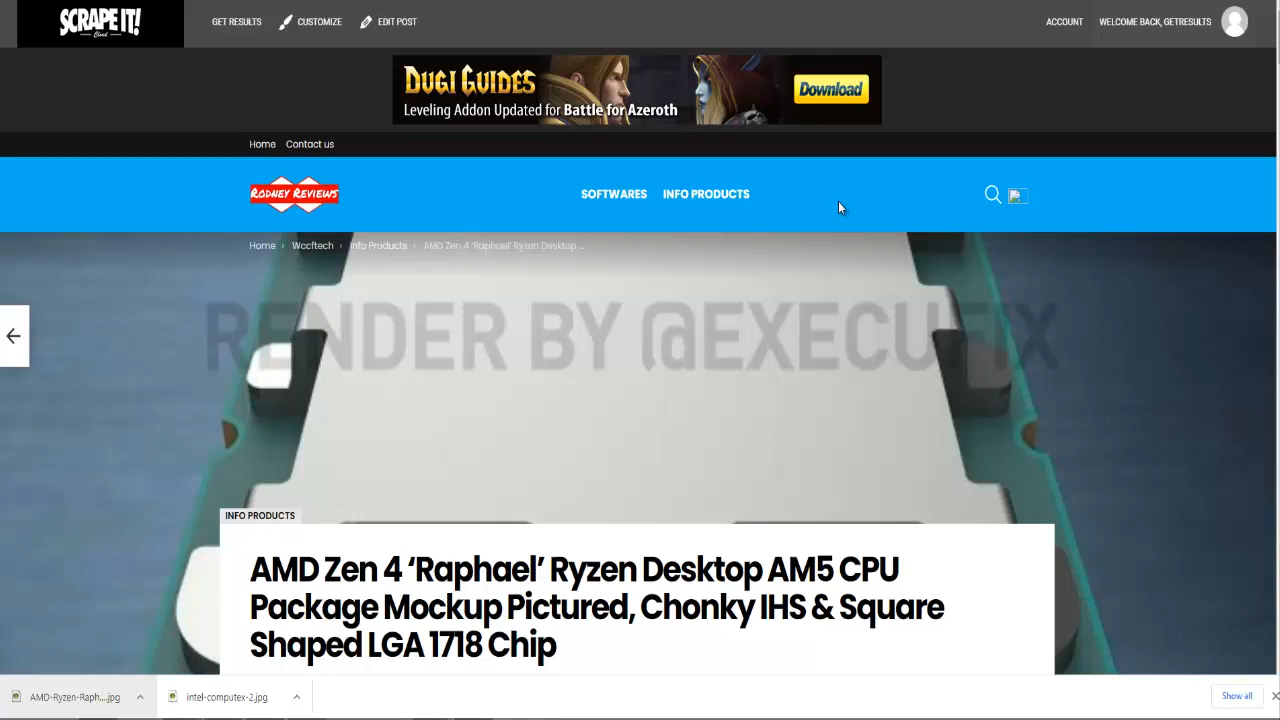 SCRAPE IT!
Cloud
GET RESULTS
CUSTOMIZE
EDIT POST
ACCOUNT
WELCOME BACK, GETRESULTS
DUGI GUIDES
Leveling Addon Updated for Battle for Azeroth
Download
Home
Contact us
RODNEY REVIEWS
SOFTWARES
INFO PRODUCTS
Home › Wccftech › Info Products › AMD Zen 4 ‘Raphael’ Ryzen Desktop ...
RENDER BY @EXECUFIX
INFO PRODUCTS
AMD Zen 4 ‘Raphael’ Ryzen Desktop AM5 CPU
Package Mockup Pictured, Chonky IHS & Square
Shaped LGA 1718 Chip
AMD-Ryzen-Raph....jpg
intel-computex-2.jpg
Show all